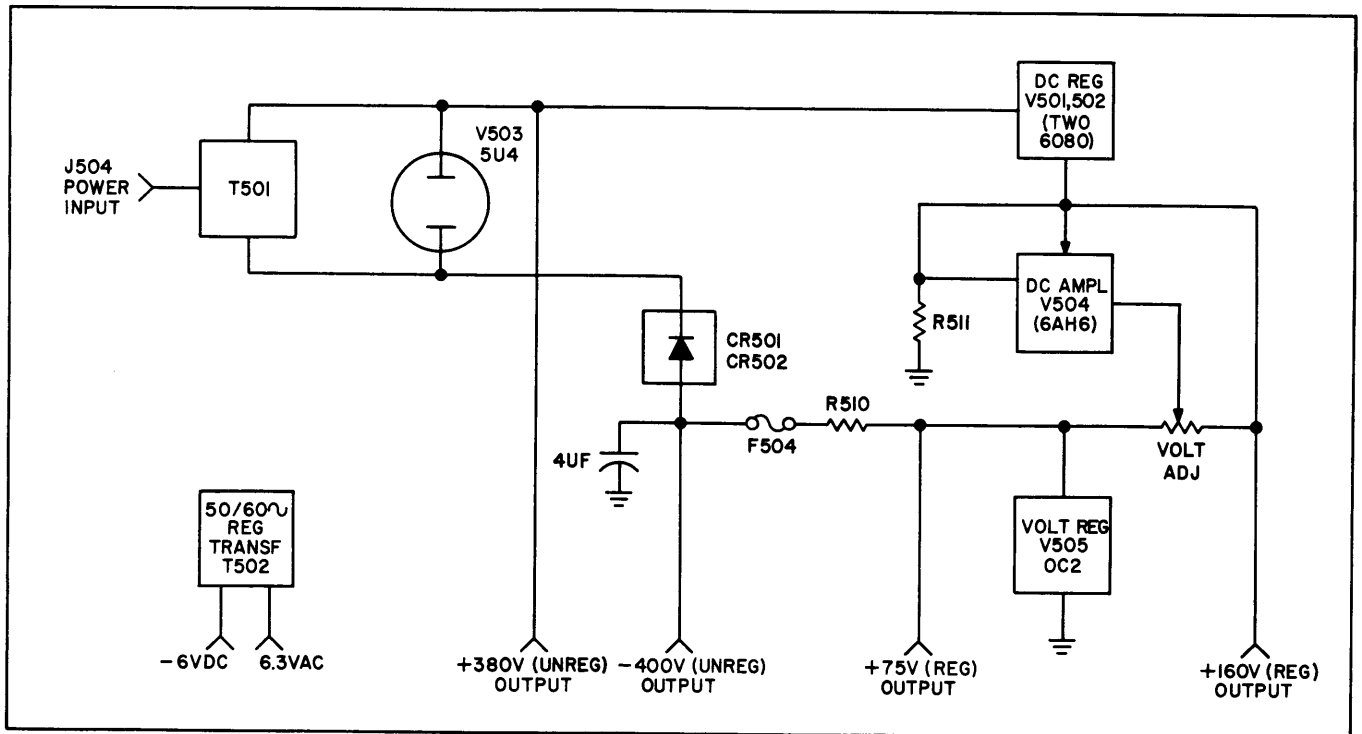 J504
POWER
INPUT
T501
V503
5U4
DC REG
V501,502
(TWO
6080)
DC AMPL
V504
(6AH6)
R511
CR501
CR502
4UF
F504
R510
VOLT
ADJ
VOLT REG
V505
OC2
50/60~
REG
TRANSF
T502
-6VDC
6.3VAC
+380V (UNREG)
OUTPUT
-400V (UNREG)
OUTPUT
+75V (REG)
OUTPUT
+160V (REG)
OUTPUT